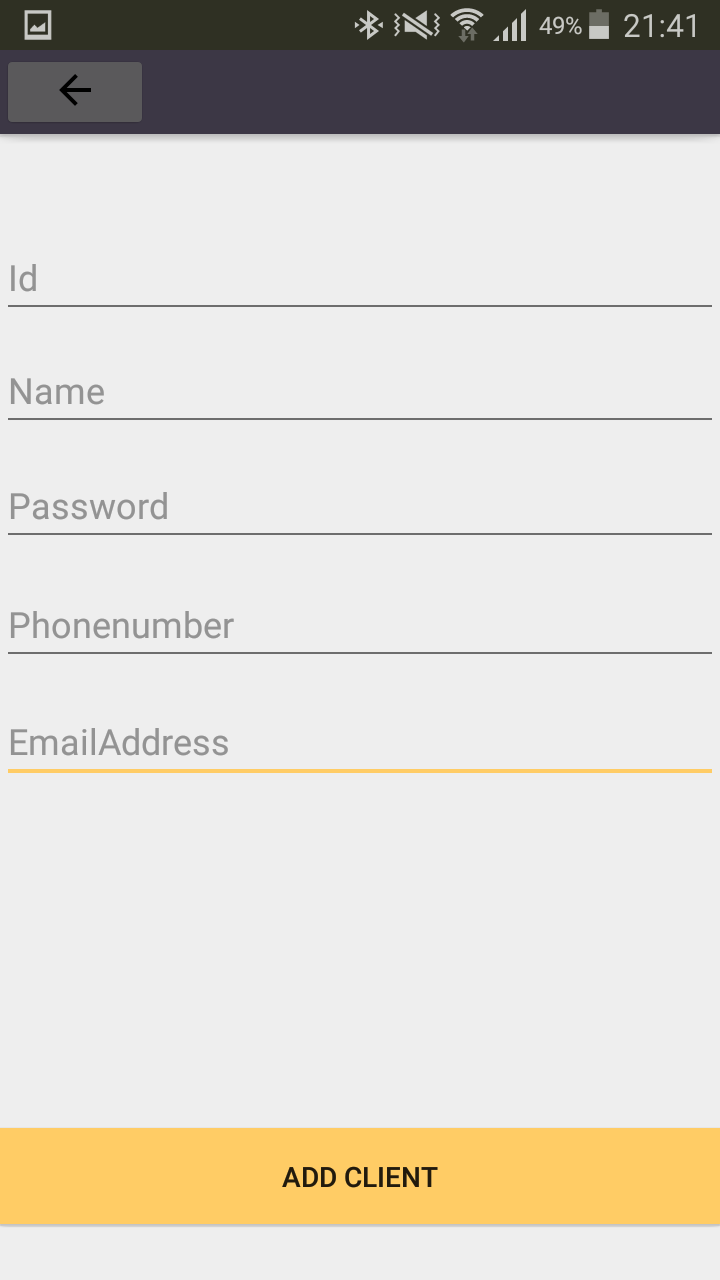 49% 21:41
Id
Name
Password
Phonenumber
EmailAddress
ADD CLIENT